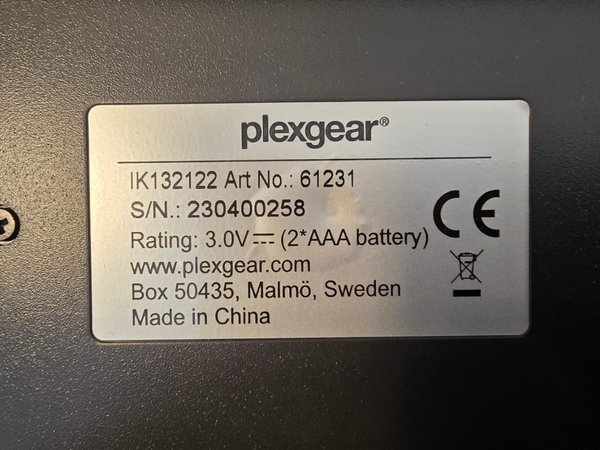 plexgear®
IK132122 Art No.: 61231
S/N.: 230400258
Rating: 3.0V⎓ (2*AAA battery)
www.plexgear.com
Box 50435, Malmö, Sweden
Made in China
CE